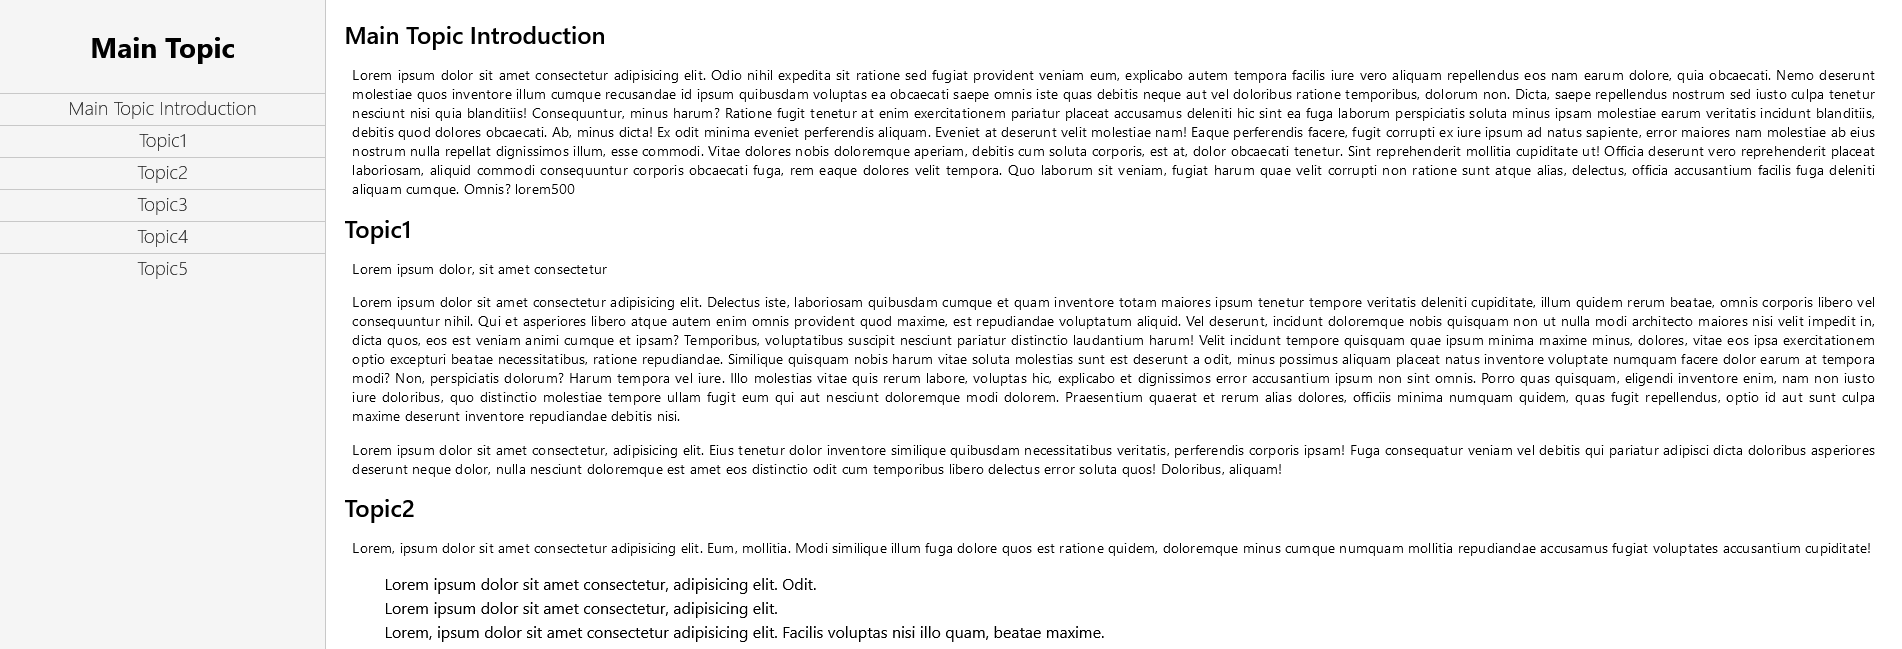 Main Topic
Main Topic Introduction
Topic1
Topic2
Topic3
Topic4
Topic5
Main Topic Introduction
Lorem ipsum dolor sit amet consectetur adipisicing elit. Odio nihil expedita sit ratione sed fugiat provident veniam eum, explicabo autem tempora facilis iure vero aliquam repellendus eos nam earum dolore, quia obcaecati. Nemo deserunt
molestiae quos inventore illum cumque recusandae id ipsum quibusdam voluptas ea obcaecati saepe omnis iste quas debitis neque aut vel doloribus ratione temporibus, dolorum non. Dicta, saepe repellendus nostrum sed iusto culpa tenetur
nesciunt nisi quia blanditiis! Consequuntur, minus harum? Ratione fugit tenetur at enim exercitationem pariatur placeat accusamus deleniti hic sint ea fuga laborum perspiciatis soluta minus ipsam molestiae earum veritatis incidunt blanditiis,
debitis quod dolores obcaecati. Ab, minus dicta! Ex odit minima eveniet perferendis aliquam. Eveniet at deserunt velit molestiae nam! Eaque perferendis facere, fugit corrupti ex iure ipsum ad natus sapiente, error maiores nam molestiae ab eius
nostrum nulla repellat dignissimos illum, esse commodi. Vitae dolores nobis doloremque aperiam, debitis cum soluta corporis, est at, dolor obcaecati tenetur. Sint reprehenderit mollitia cupiditate ut! Officia deserunt vero reprehenderit placeat
laboriosam, aliquid commodi consequuntur corporis obcaecati fuga, rem eaque dolores velit tempora. Quo laborum sit veniam, fugiat harum quae velit corrupti non ratione sunt atque alias, delectus, officia accusantium facilis fuga deleniti
aliquam cumque. Omnis? lorem500
Topic1
Lorem ipsum dolor, sit amet consectetur
Lorem ipsum dolor sit amet consectetur adipisicing elit. Delectus iste, laboriosam quibusdam cumque et quam inventore totam maiores ipsum tenetur tempore veritatis deleniti cupiditate, illum quidem rerum beatae, omnis corporis libero vel
consequuntur nihil. Qui et asperiores libero atque autem enim omnis provident quod maxime, est repudiandae voluptatum aliquid. Vel deserunt, incidunt doloremque nobis quisquam non ut nulla modi architecto maiores nisi velit impedit in,
dicta quos, eos est veniam animi cumque et ipsam? Temporibus, voluptatibus suscipit nesciunt pariatur distinctio laudantium harum! Velit incidunt tempore quisquam quae ipsum minima maxime minus, dolores, vitae eos ipsa exercitationem
optio excepturi beatae necessitatibus, ratione repudiandae. Similique quisquam nobis harum vitae soluta molestias sunt est deserunt a odit, minus possimus aliquam placeat natus inventore voluptate numquam facere dolor earum at tempora
modi? Non, perspiciatis dolorum? Harum tempora vel iure. Illo molestias vitae quis rerum labore, voluptas hic, explicabo et dignissimos error accusantium ipsum non sint omnis. Porro quas quisquam, eligendi inventore enim, nam non iusto
iure doloribus, quo distinctio molestiae tempore ullam fugit eum qui aut nesciunt doloremque modi dolorem. Praesentium quaerat et rerum alias dolores, officiis minima numquam quidem, quas fugit repellendus, optio id aut sunt culpa
maxime deserunt inventore repudiandae debitis nisi.
Lorem ipsum dolor sit amet consectetur, adipisicing elit. Eius tenetur dolor inventore similique quibusdam necessitatibus veritatis, perferendis corporis ipsam! Fuga consequatur veniam vel debitis qui pariatur adipisci dicta doloribus asperiores
deserunt neque dolor, nulla nesciunt doloremque est amet eos distinctio odit cum temporibus libero delectus error soluta quos! Doloribus, aliquam!
Topic2
Lorem, ipsum dolor sit amet consectetur adipisicing elit. Eum, mollitia. Modi similique illum fuga dolore quos est ratione quidem, doloremque minus cumque numquam mollitia repudiandae accusamus fugiat voluptates accusantium cupiditate!
Lorem ipsum dolor sit amet consectetur, adipisicing elit. Odit.
Lorem ipsum dolor sit amet consectetur, adipisicing elit.
Lorem, ipsum dolor sit amet consectetur adipisicing elit. Facilis voluptas nisi illo quam, beatae maxime.